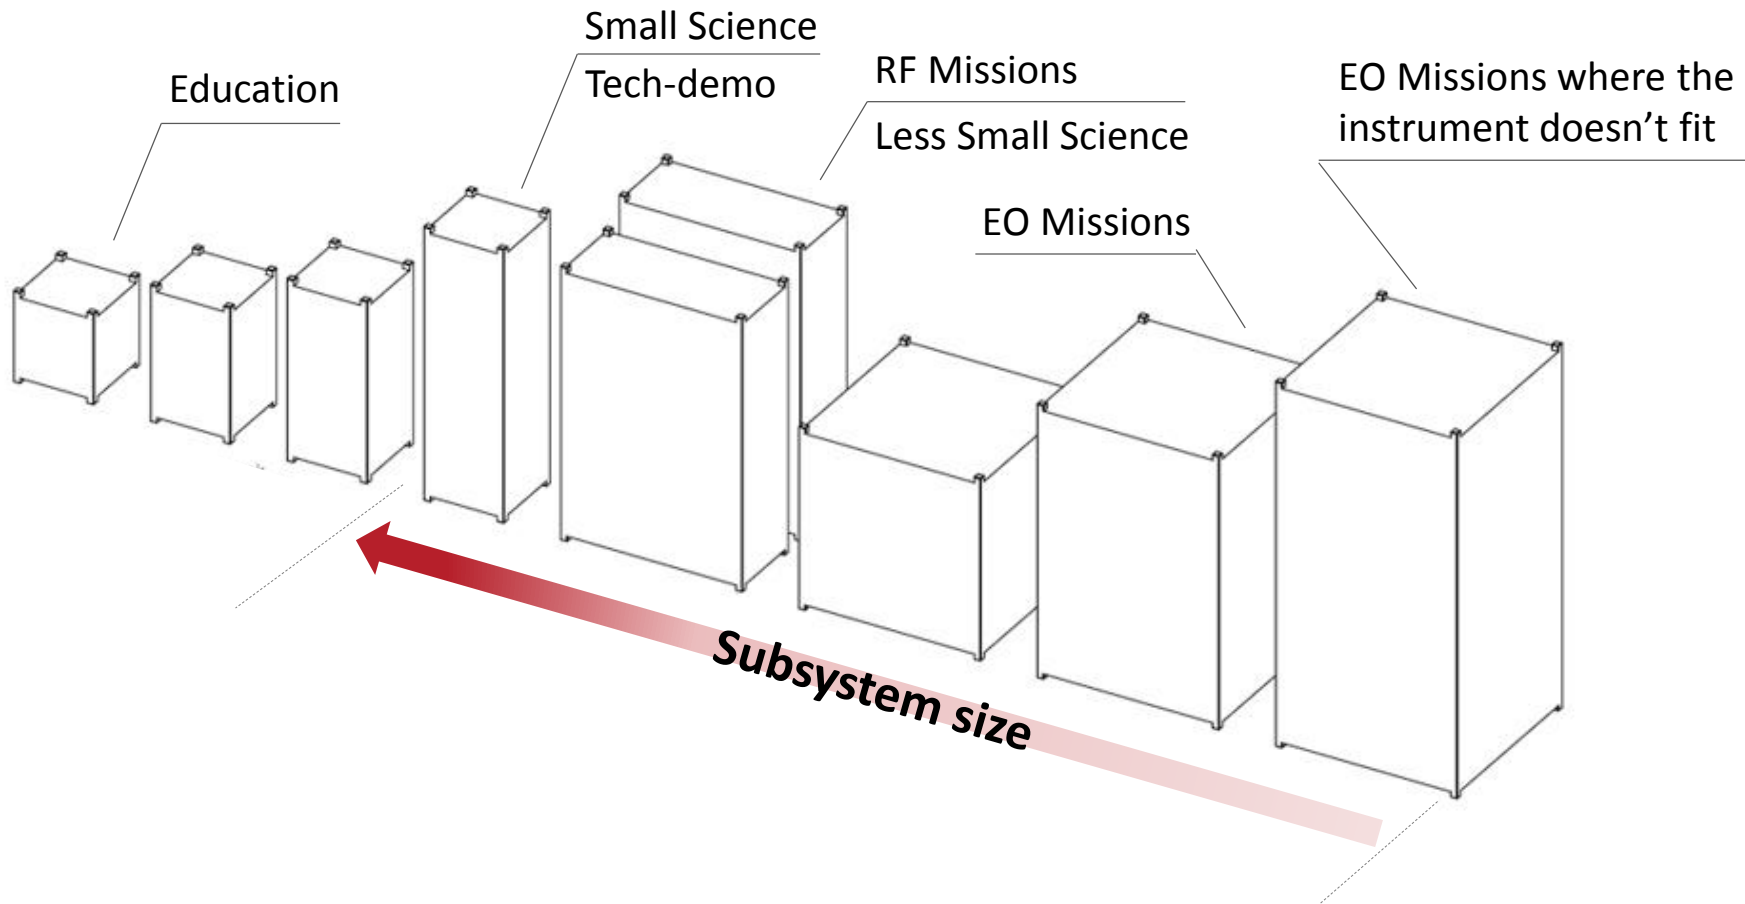 Education
Small Science
Tech-demo
RF Missions
Less Small Science
EO Missions
EO Missions where the
instrument doesn’t fit
Subsystem size